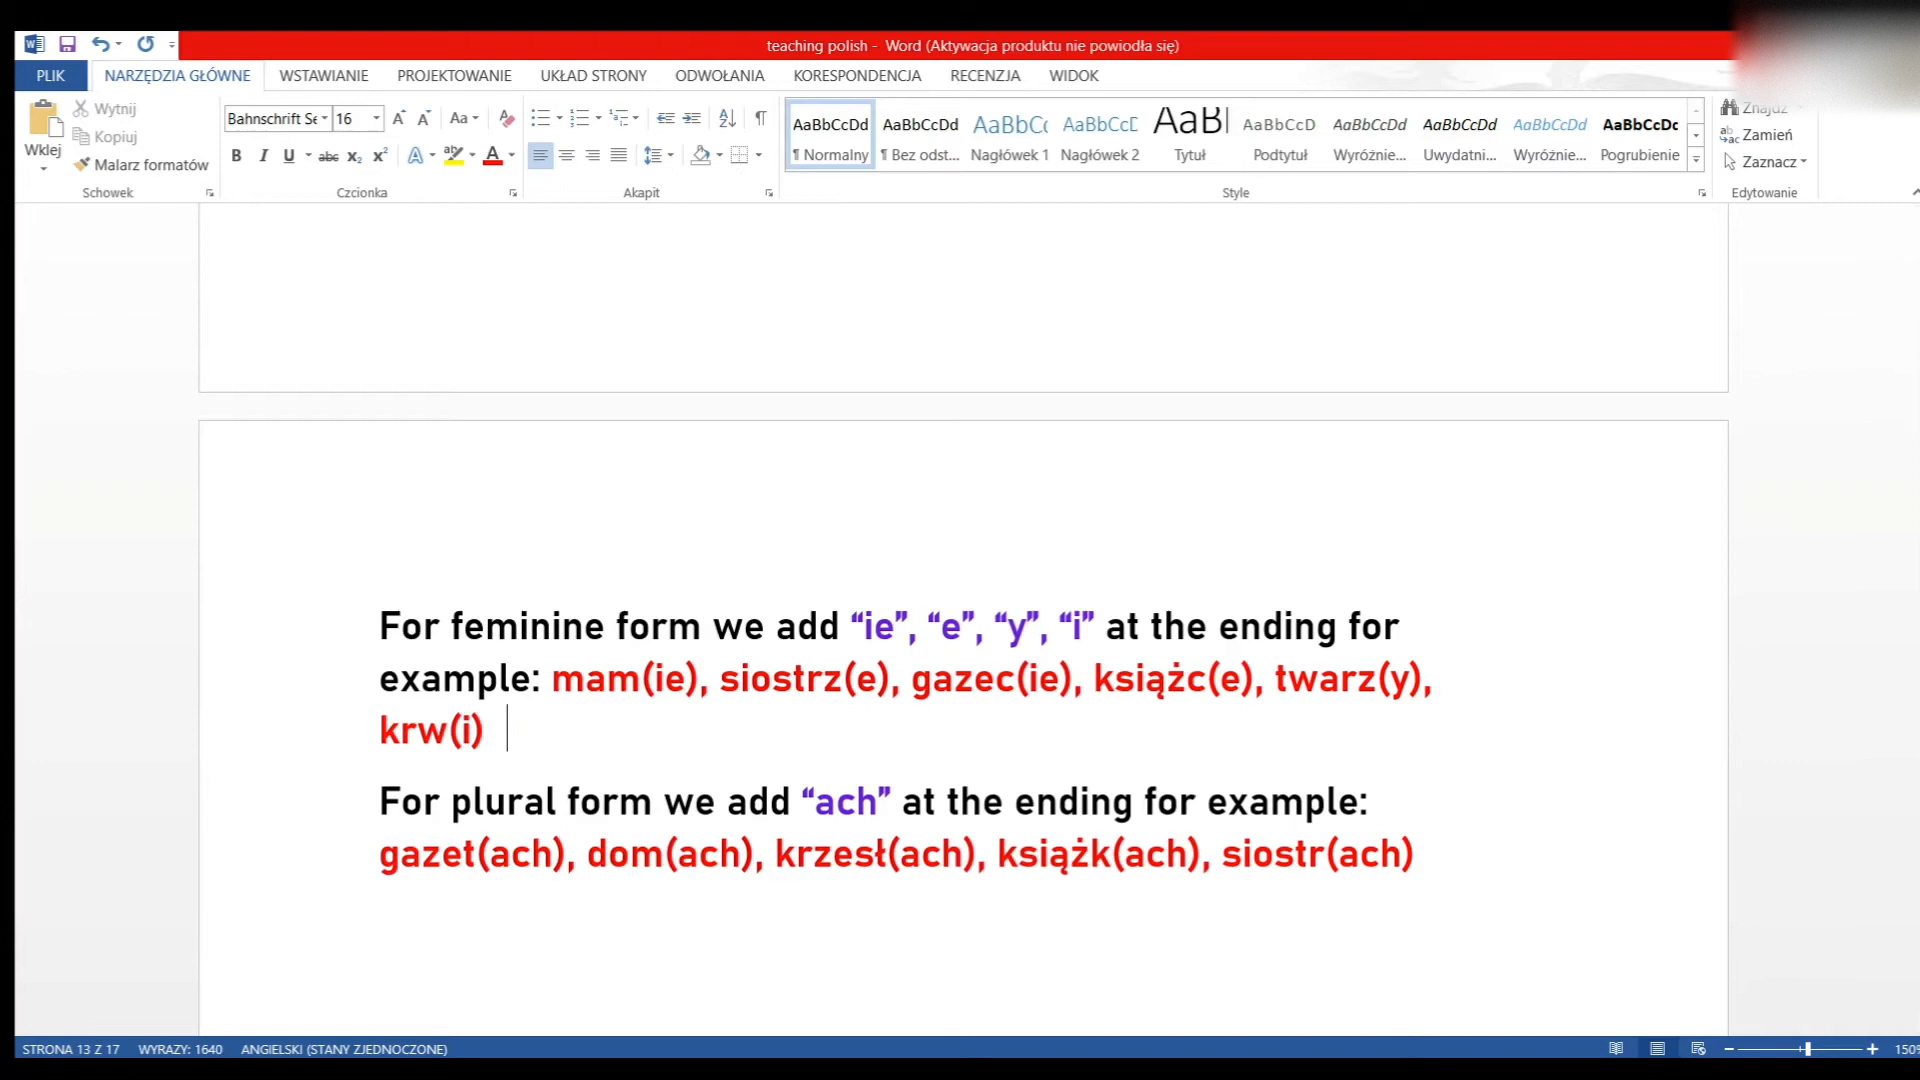 teaching polish - Word (Aktywacja produktu nie powiodła się)
PLIK NARZĘDZIA GŁÓWNE WSTAWIANIE PROJEKTOWANIE UKŁAD STRONY ODWOŁANIA KORESPONDENCJA RECENZJA WIDOK
Wklej
Wytnij
Kopiuj
Malarz formatów
Schowek
Bahnschrift Se 16
Czcionka
Akapit
AaBbCcDd AaBbCcDd AaBbCc AaBbCcD AaB AaBbCcD AaBbCcDd AaBbCcDd AaBbCcDd AaBbCcDc
¶ Normalny ¶ Bez odst... Nagłówek 1 Nagłówek 2 Tytuł Podtytuł Wyróżnie... Uwydatni... Wyróżnie... Pogrubienie
Style
Znajdź
Zamień
Zaznacz
Edytowanie
For feminine form we add “ie”, “e”, “y”, “i” at the ending for
example: mam(ie), siostrz(e), gazec(ie), książc(e), twarz(y),
krw(i)
For plural form we add “ach” at the ending for example:
gazet(ach), dom(ach), krzesł(ach), książk(ach), siostr(ach)
STRONA 13 Z 17 WYRAZY: 1640 ANGIELSKI (STANY ZJEDNOCZONE) 150%